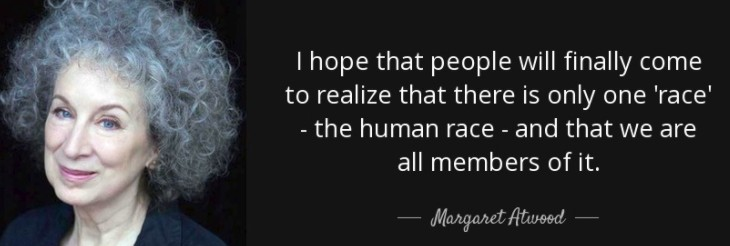 I hope that people will finally come
to realize that there is only one 'race'
- the human race - and that we are
all members of it.
Margaret Atwood